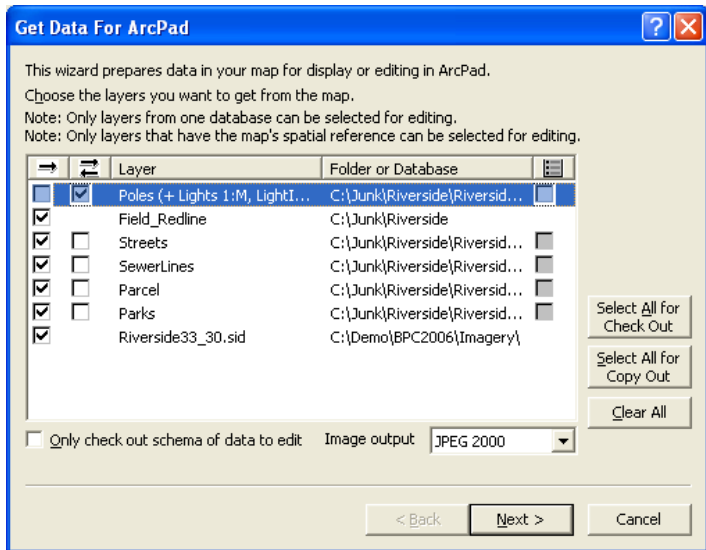 Get Data For ArcPad
This wizard prepares data in your map for display or editing in ArcPad.
Choose the layers you want to get from the map.
Note: Only layers from one database can be selected for editing.
Note: Only layers that have the map's spatial reference can be selected for editing.
Layer Folder or Database
Poles (+ Lights 1:M, LightI... C:\Junk\Riverside\Riversid...
Field_Redline C:\Junk\Riverside
Streets C:\Junk\Riverside\Riversid...
SewerLines C:\Junk\Riverside\Riversid...
Parcel C:\Junk\Riverside\Riversid...
Parks C:\Junk\Riverside\Riversid...
Riverside33_30.sid C:\Demo\BPC2006\Imagery\
Select All for
Check Out
Select All for
Copy Out
Clear All
Only check out schema of data to edit Image output JPEG 2000
< Back Next > Cancel